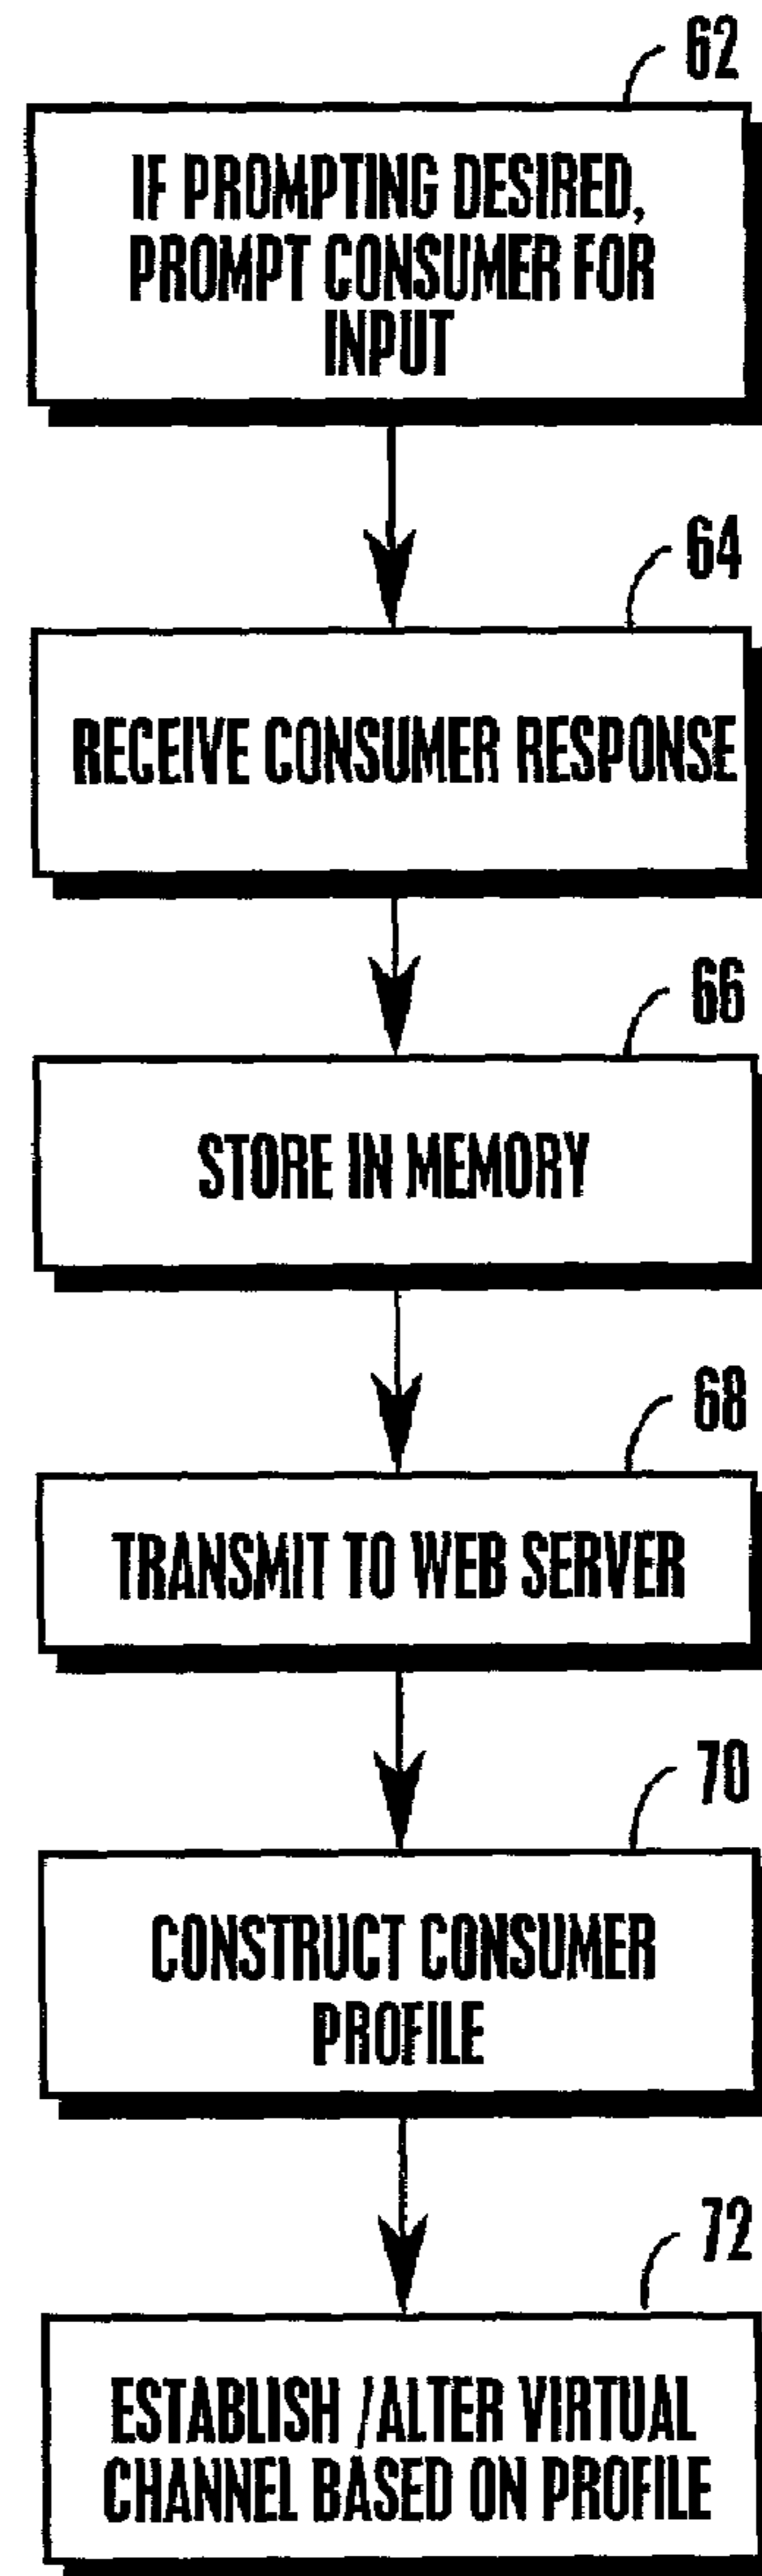 62
IF PROMPTING DESIRED,
PROMPT CONSUMER FOR
INPUT
64
RECEIVE CONSUMER RESPONSE
66
STORE IN MEMORY
68
TRANSMIT TO WEB SERVER
70
CONSTRUCT CONSUMER
PROFILE
72
ESTABLISH /ALTER VIRTUAL
CHANNEL BASED ON PROFILE